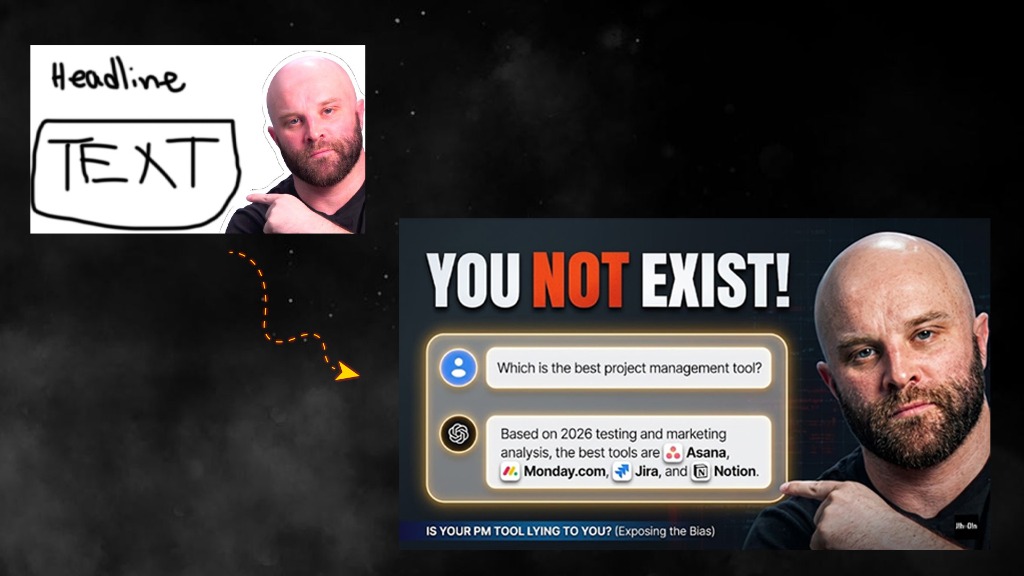 Headline
TEXT
YOU NOT EXIST!
Which is the best project management tool?
Based on 2026 testing and marketing
analysis, the best tools are Asana,
Monday.com, Jira, and Notion.
IS YOUR PM TOOL LYING TO YOU? (Exposing the Bias)